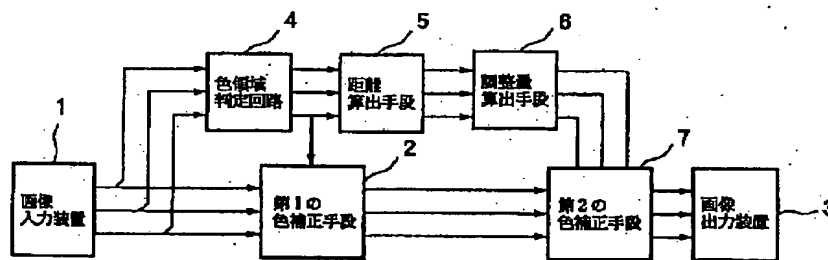 4
5
6
色領域
判定回路
距離
算出手段
調整量
算出手段
1
2
7
画像
入力装置
第1の
色補正手段
第2の
色補正手段
画像
出力装置
3